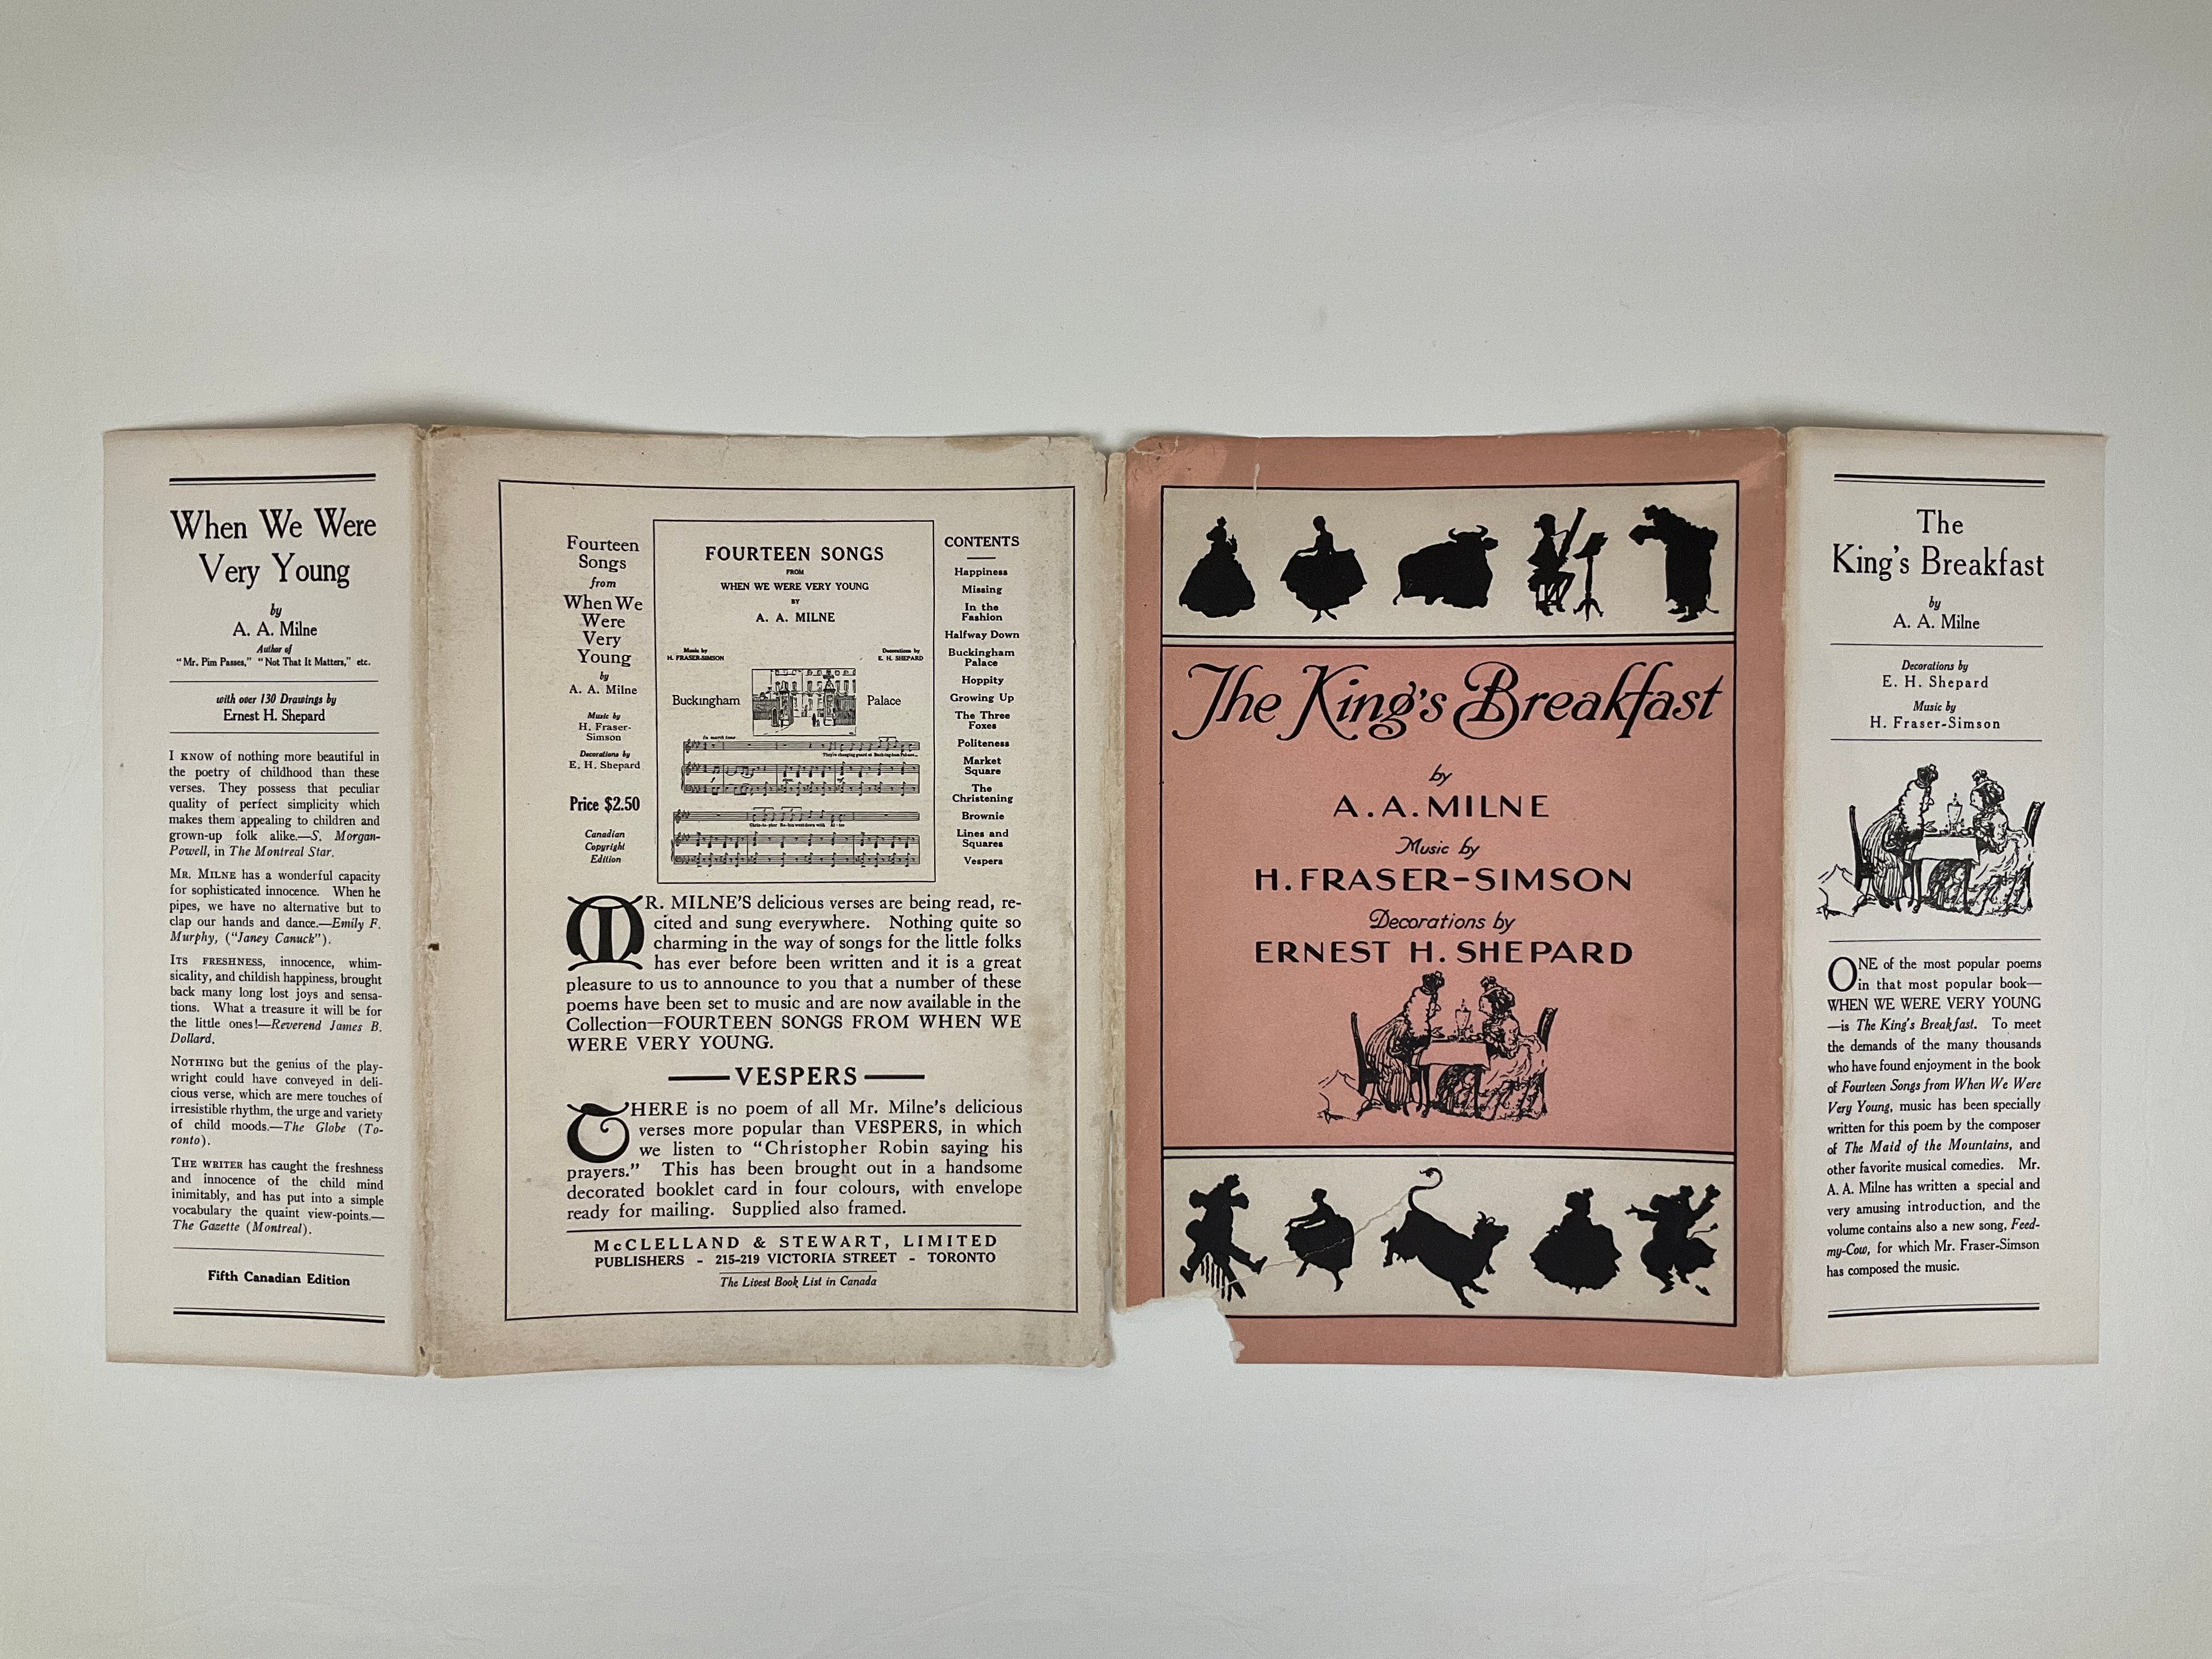 When We Were
Very Young
by
A. A. Milne
Author of
"Mr. Pim Passes," "Not That It Matters," etc.
with over 130 Drawings by
Ernest H. Shepard
I KNOW of nothing more beautiful in
the poetry of childhood than these
verses. They possess that peculiar
quality of perfect simplicity which
makes them appealing to children and
grown-up folk alike.—S. Morgan-
Powell, in The Montreal Star.
MR. MILNE has a wonderful capacity
for sophisticated innocence. When he
pipes, we have no alternative but to
clap our hands and dance.—Emily F.
Murphy, ("Janey Canuck").
ITS FRESHNESS, innocence, whim-
sicality, and childish happiness, brought
back many long lost joys and sensa-
tions. What a treasure it will be for
the little ones!—Reverend James B.
Dollard.
NOTHING but the genius of the play-
wright could have conveyed in deli-
cious verse, which are mere touches of
irresistible rhythm, the urge and variety
of child moods.—The Globe (To-
ronto).
THE WRITER has caught the freshness
and innocence of the child mind
inimitably, and has put into a simple
vocabulary the quaint view-points.—
The Gazette (Montreal).
Fifth Canadian Edition
Fourteen
Songs
from
When We
Were
Very
Young
by
A. A. Milne
Music by
H. Fraser-
Simson
Decorations by
E. H. Shepard
Price $2.50
Canadian
Copyright
Edition
FOURTEEN SONGS
FROM
WHEN WE WERE VERY YOUNG
BY
A. A. MILNE
Music by
H. FRASER-SIMSON
Decorations by
E. H. SHEPARD
Buckingham Palace
In march time
They're changing guard at Buck-ing-ham Pal-ace—
Chris-to-pher Ro-bin went down with Al-ice
CONTENTS
Happiness
Missing
In the
Fashion
Halfway Down
Buckingham
Palace
Hoppity
Growing Up
The Three
Foxes
Politeness
Market
Square
The
Christening
Brownie
Lines and
Squares
Vespers
MR. MILNE'S delicious verses are being read, re-
cited and sung everywhere. Nothing quite so
charming in the way of songs for the little folks
has ever before been written and it is a great
pleasure to us to announce to you that a number of these
poems have been set to music and are now available in the
Collection—FOURTEEN SONGS FROM WHEN WE
WERE VERY YOUNG.
VESPERS
THERE is no poem of all Mr. Milne's delicious
verses more popular than VESPERS, in which
we listen to "Christopher Robin saying his
prayers." This has been brought out in a handsome
decorated booklet card in four colours, with envelope
ready for mailing. Supplied also framed.
McCLELLAND & STEWART, LIMITED
PUBLISHERS - 215-219 VICTORIA STREET - TORONTO
The Livest Book List in Canada
The King's Breakfast
by
A. A. MILNE
Music by
H. FRASER-SIMSON
Decorations by
ERNEST H. SHEPARD
The
King's Breakfast
by
A. A. Milne
Decorations by
E. H. Shepard
Music by
H. Fraser-Simson
ONE of the most popular poems
in that most popular book—
WHEN WE WERE VERY YOUNG
—is The King's Breakfast. To meet
the demands of the many thousands
who have found enjoyment in the book
of Fourteen Songs from When We Were
Very Young, music has been specially
written for this poem by the composer
of The Maid of the Mountains, and
other favorite musical comedies. Mr.
A. A. Milne has written a special and
very amusing introduction, and the
volume contains also a new song, Feed-
my-Cow, for which Mr. Fraser-Simson
has composed the music.